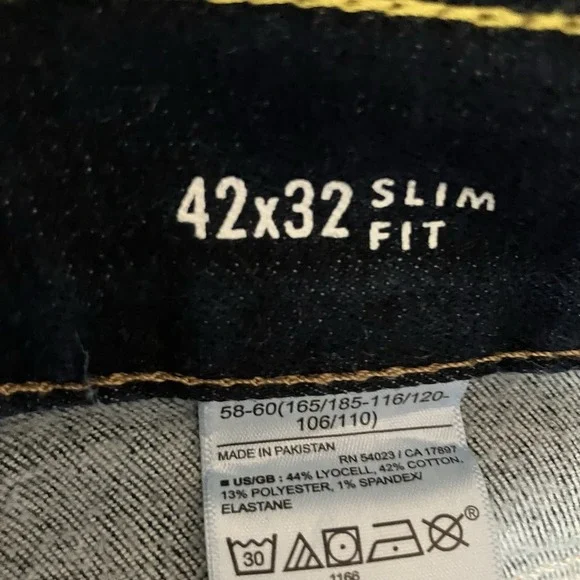 42x32 SLIM
FIT
58-60(165/185-116/120-
106/110)
MADE IN PAKISTAN
RN 54023 / CA 17897
■ US/GB : 44% LYOCELL, 42% COTTON,
13% POLYESTER, 1% SPANDEX/
ELASTANE
30
®
1166